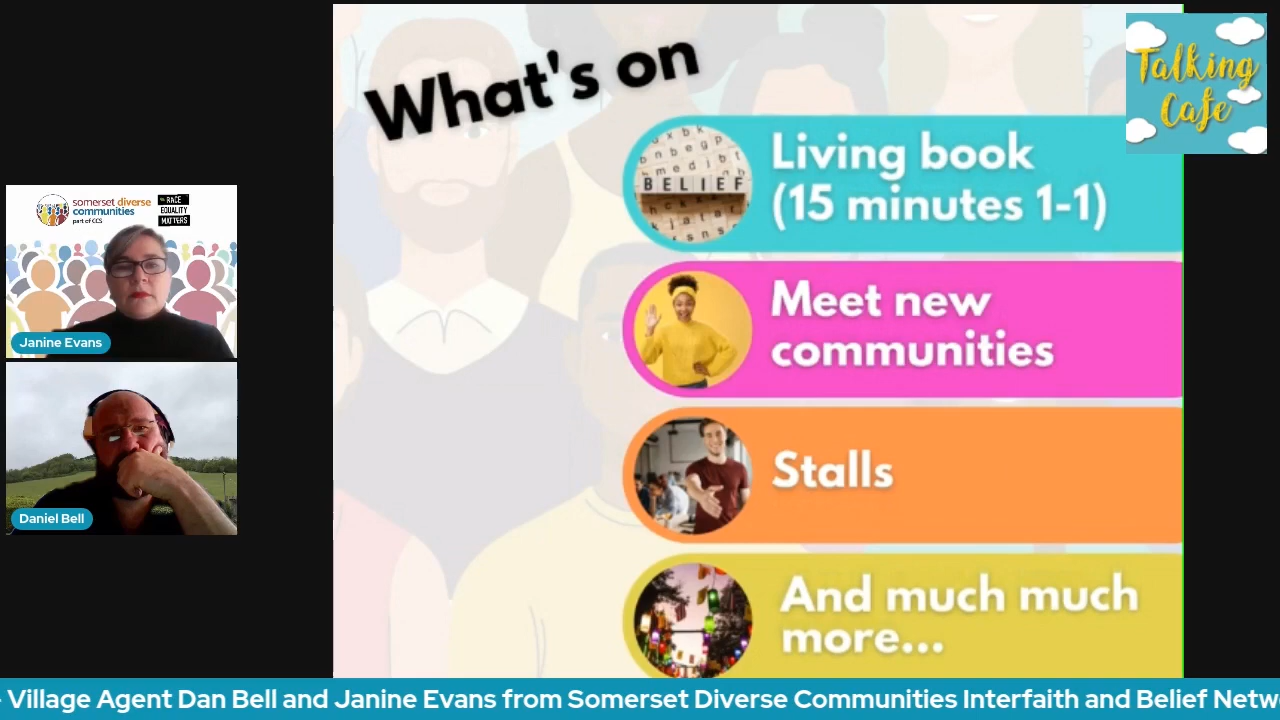 What's on
Talking
Cafe
Living book
(15 minutes 1-1)
BELIEF
Meet new
communities
Stalls
And much much
more...
somerset diverse
communities
part of CCS
RACE
EQUALITY
MATTERS
Janine Evans
Daniel Bell
Village Agent Dan Bell and Janine Evans from Somerset Diverse Communities Interfaith and Belief Netw